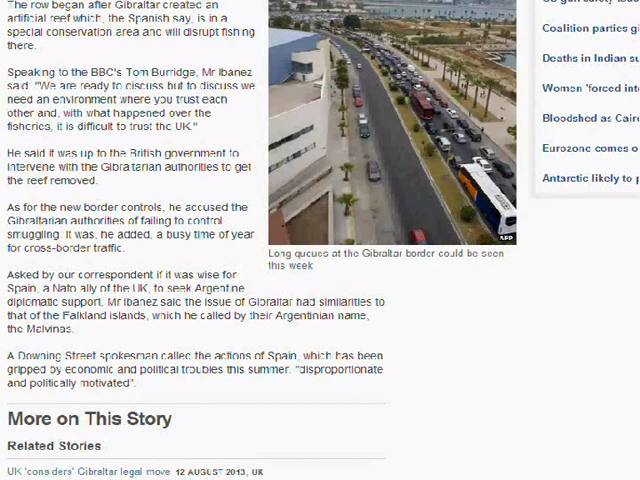 The row began after Gibraltar created an
artificial reef which, the Spanish say, is in a
special conservation area and will disrupt fishing
there.
Speaking to the BBC's Tom Burridge, Mr Ibanez
said: "We are ready to discuss but to discuss we
need an environment where you trust each
other and, with what happened over the
fisheries, it is difficult to trust the UK."
He said it was up to the British government to
intervene with the Gibraltarian authorities to get
the reef removed.
As for the new border controls, he accused the
Gibraltarian authorities of failing to control
smuggling. It was, he added, a busy time of year
for cross-border traffic.
Asked by our correspondent if it was wise for
Spain, a Nato ally of the UK, to seek Argentine
diplomatic support, Mr Ibanez said the issue of Gibraltar had similarities to
that of the Falkland islands, which he called by their Argentinian name,
the Malvinas.
A Downing Street spokesman called the actions of Spain, which has been
gripped by economic and political troubles this summer, "disproportionate
and politically motivated".
AFP
Long queues at the Gibraltar border could be seen
this week
More on This Story
Related Stories
UK 'considers' Gibraltar legal move 12 AUGUST 2013, UK
Coalition parties gi
Deaths in Indian su
Women 'forced into
Bloodshed as Cairo
Eurozone comes o
Antarctic likely to p